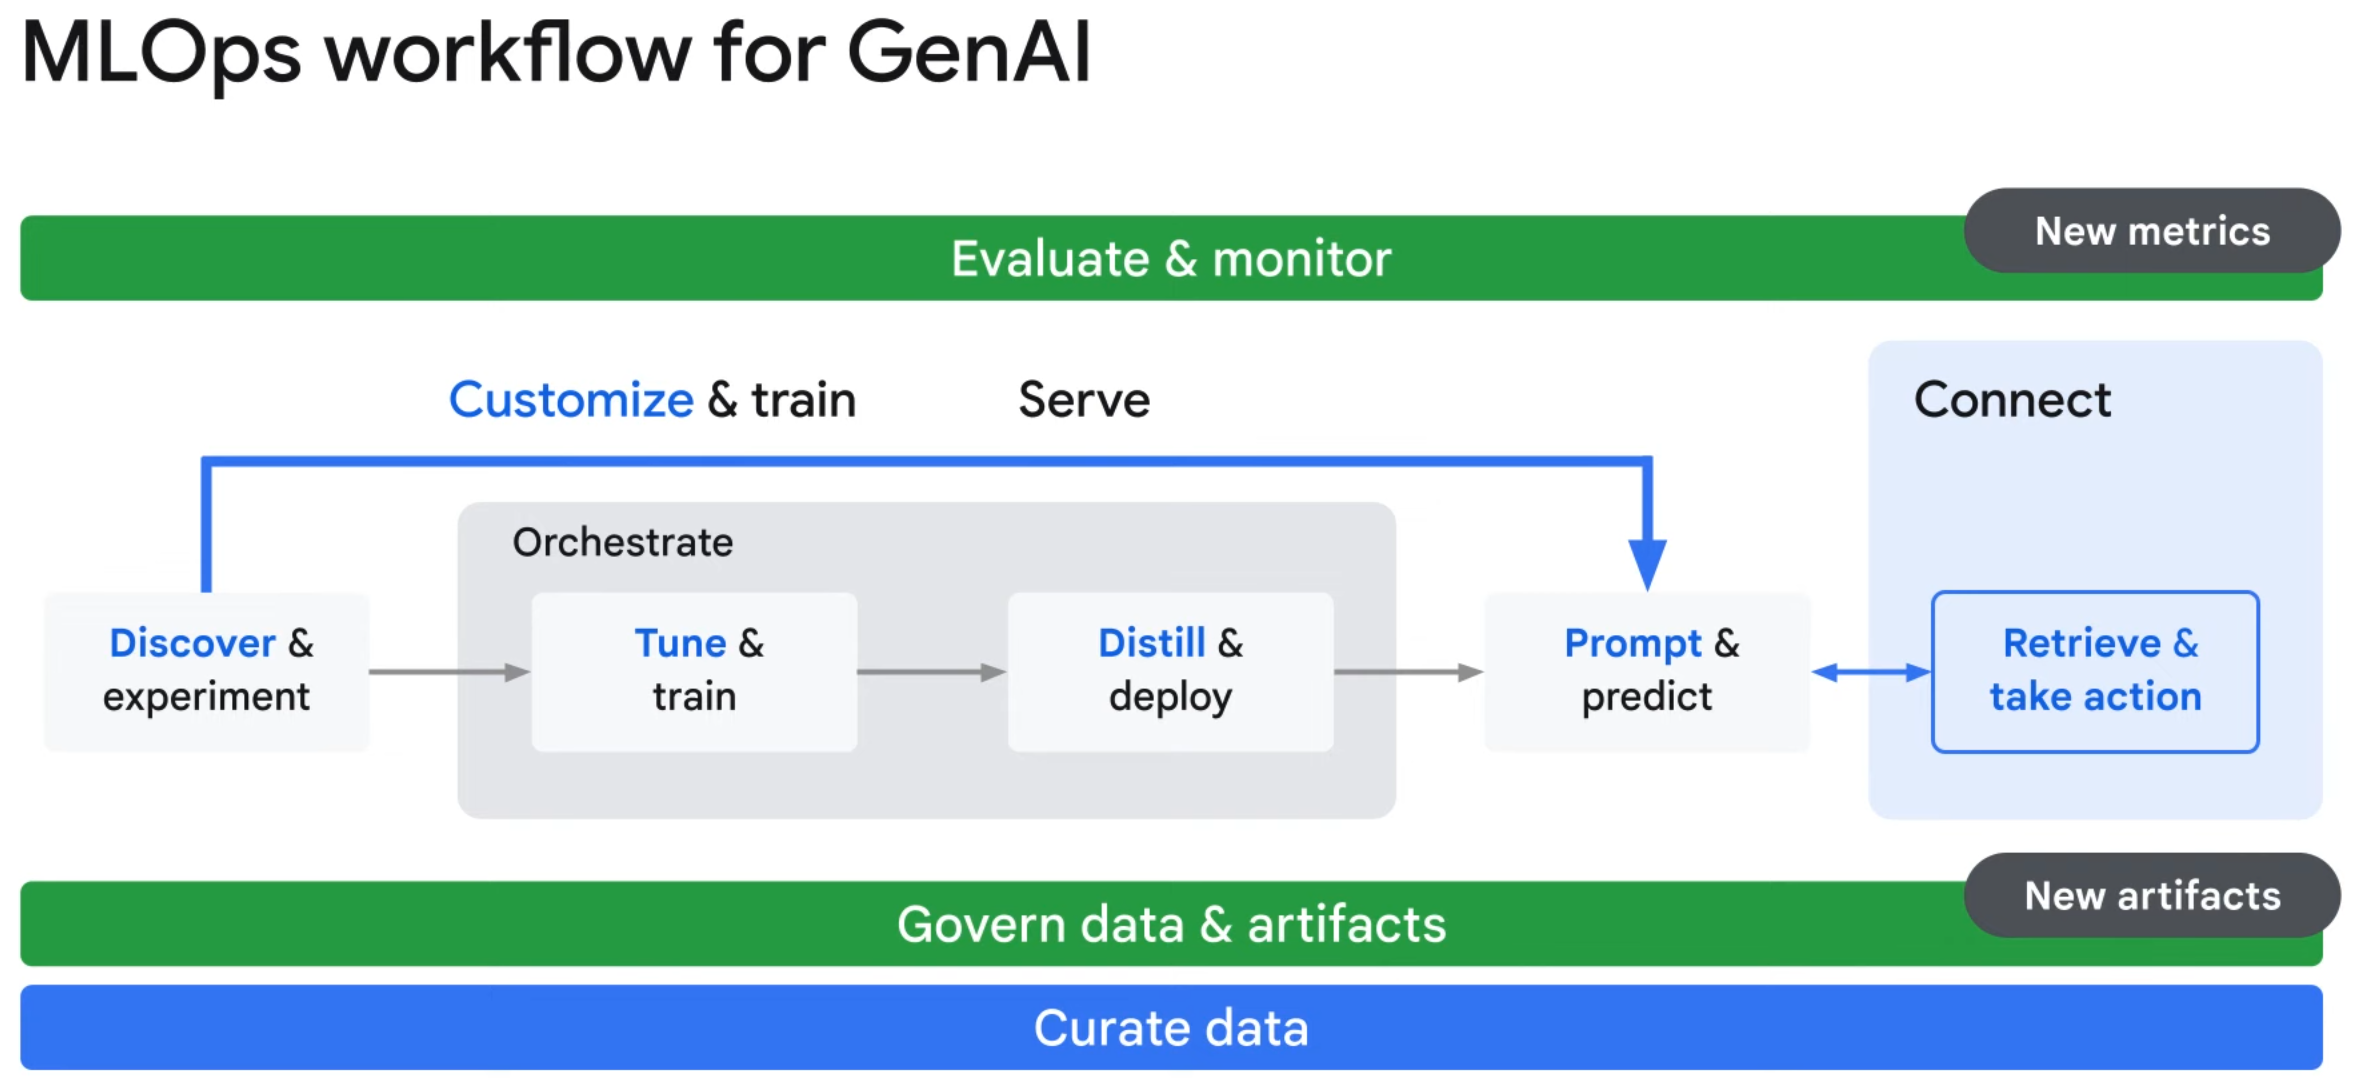 MLOps workflow for GenAI
New metrics
Evaluate & monitor
Customize & train
Serve
Connect
Orchestrate
Discover &
experiment
Tune &
train
Distill &
deploy
Prompt &
predict
Retrieve &
take action
New artifacts
Govern data & artifacts
Curate data